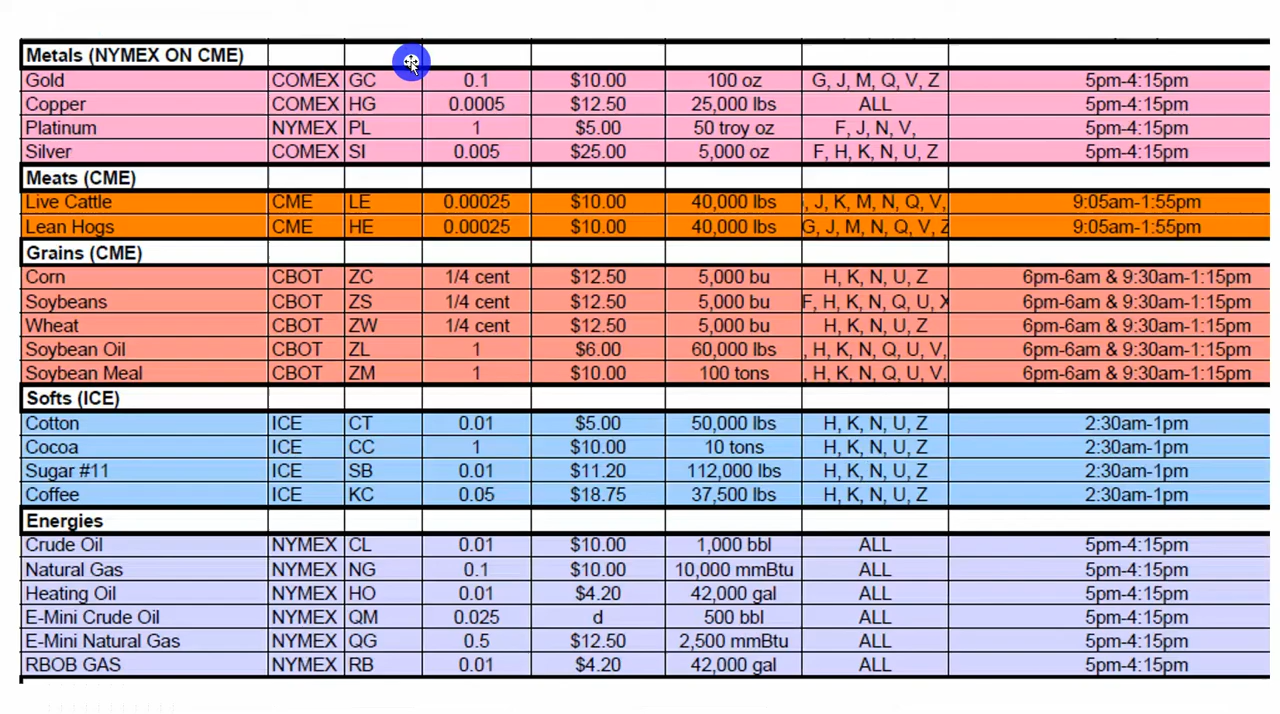 Metals (NYMEX ON CME)
Gold COMEX GC 0.1 $10.00 100 oz G, J, M, Q, V, Z 5pm-4:15pm
Copper COMEX HG 0.0005 $12.50 25,000 lbs ALL 5pm-4:15pm
Platinum NYMEX PL 1 $5.00 50 troy oz F, J, N, V, 5pm-4:15pm
Silver COMEX SI 0.005 $25.00 5,000 oz F, H, K, N, U, Z 5pm-4:15pm
Meats (CME)
Live Cattle CME LE 0.00025 $10.00 40,000 lbs , J, K, M, N, Q, V, 9:05am-1:55pm
Lean Hogs CME HE 0.00025 $10.00 40,000 lbs G, J, M, N, Q, V, Z 9:05am-1:55pm
Grains (CME)
Corn CBOT ZC 1/4 cent $12.50 5,000 bu H, K, N, U, Z 6pm-6am & 9:30am-1:15pm
Soybeans CBOT ZS 1/4 cent $12.50 5,000 bu F, H, K, N, Q, U, X 6pm-6am & 9:30am-1:15pm
Wheat CBOT ZW 1/4 cent $12.50 5,000 bu H, K, N, U, Z 6pm-6am & 9:30am-1:15pm
Soybean Oil CBOT ZL 1 $6.00 60,000 lbs , H, K, N, Q, U, V, 6pm-6am & 9:30am-1:15pm
Soybean Meal CBOT ZM 1 $10.00 100 tons , H, K, N, Q, U, V, 6pm-6am & 9:30am-1:15pm
Softs (ICE)
Cotton ICE CT 0.01 $5.00 50,000 lbs H, K, N, U, Z 2:30am-1pm
Cocoa ICE CC 1 $10.00 10 tons H, K, N, U, Z 2:30am-1pm
Sugar #11 ICE SB 0.01 $11.20 112,000 lbs H, K, N, U, Z 2:30am-1pm
Coffee ICE KC 0.05 $18.75 37,500 lbs H, K, N, U, Z 2:30am-1pm
Energies
Crude Oil NYMEX CL 0.01 $10.00 1,000 bbl ALL 5pm-4:15pm
Natural Gas NYMEX NG 0.1 $10.00 10,000 mmBtu ALL 5pm-4:15pm
Heating Oil NYMEX HO 0.01 $4.20 42,000 gal ALL 5pm-4:15pm
E-Mini Crude Oil NYMEX QM 0.025 d 500 bbl ALL 5pm-4:15pm
E-Mini Natural Gas NYMEX QG 0.5 $12.50 2,500 mmBtu ALL 5pm-4:15pm
RBOB GAS NYMEX RB 0.01 $4.20 42,000 gal ALL 5pm-4:15pm